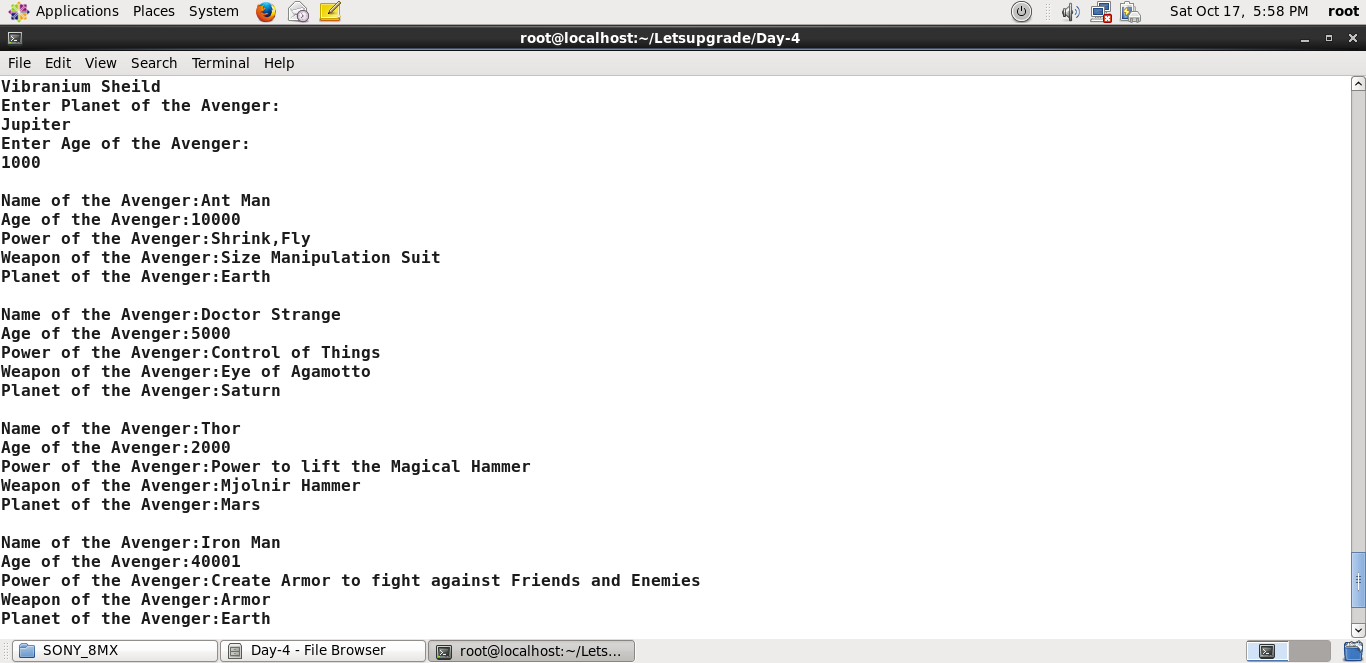 Applications Places System Sat Oct 17, 5:58 PM root
root@localhost:~/Letsupgrade/Day-4
File Edit View Search Terminal Help
Vibranium Sheild
Enter Planet of the Avenger:
Jupiter
Enter Age of the Avenger:
1000
Name of the Avenger:Ant Man
Age of the Avenger:10000
Power of the Avenger:Shrink,Fly
Weapon of the Avenger:Size Manipulation Suit
Planet of the Avenger:Earth
Name of the Avenger:Doctor Strange
Age of the Avenger:5000
Power of the Avenger:Control of Things
Weapon of the Avenger:Eye of Agamotto
Planet of the Avenger:Saturn
Name of the Avenger:Thor
Age of the Avenger:2000
Power of the Avenger:Power to lift the Magical Hammer
Weapon of the Avenger:Mjolnir Hammer
Planet of the Avenger:Mars
Name of the Avenger:Iron Man
Age of the Avenger:40001
Power of the Avenger:Create Armor to fight against Friends and Enemies
Weapon of the Avenger:Armor
Planet of the Avenger:Earth
SONY_8MX Day-4 - File Browser root@localhost:~/Lets...